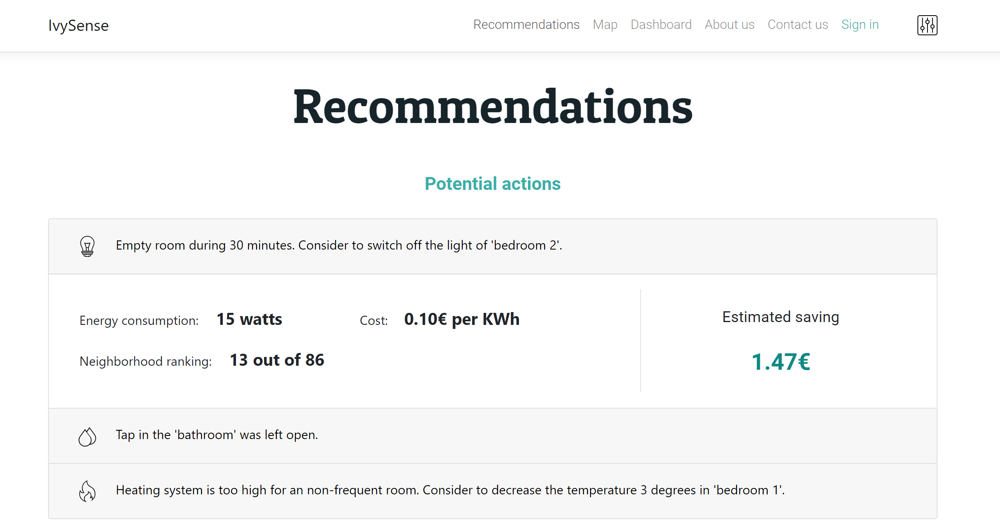 IvySense
Recommendations Map Dashboard About us Contact us Sign in
Recommendations
Potential actions
Empty room during 30 minutes. Consider to switch off the light of 'bedroom 2'.
Energy consumption: 15 watts Cost: 0.10€ per KWh
Estimated saving
Neighborhood ranking: 13 out of 86
1.47€
Tap in the 'bathroom' was left open.
Heating system is too high for an non-frequent room. Consider to decrease the temperature 3 degrees in 'bedroom 1'.